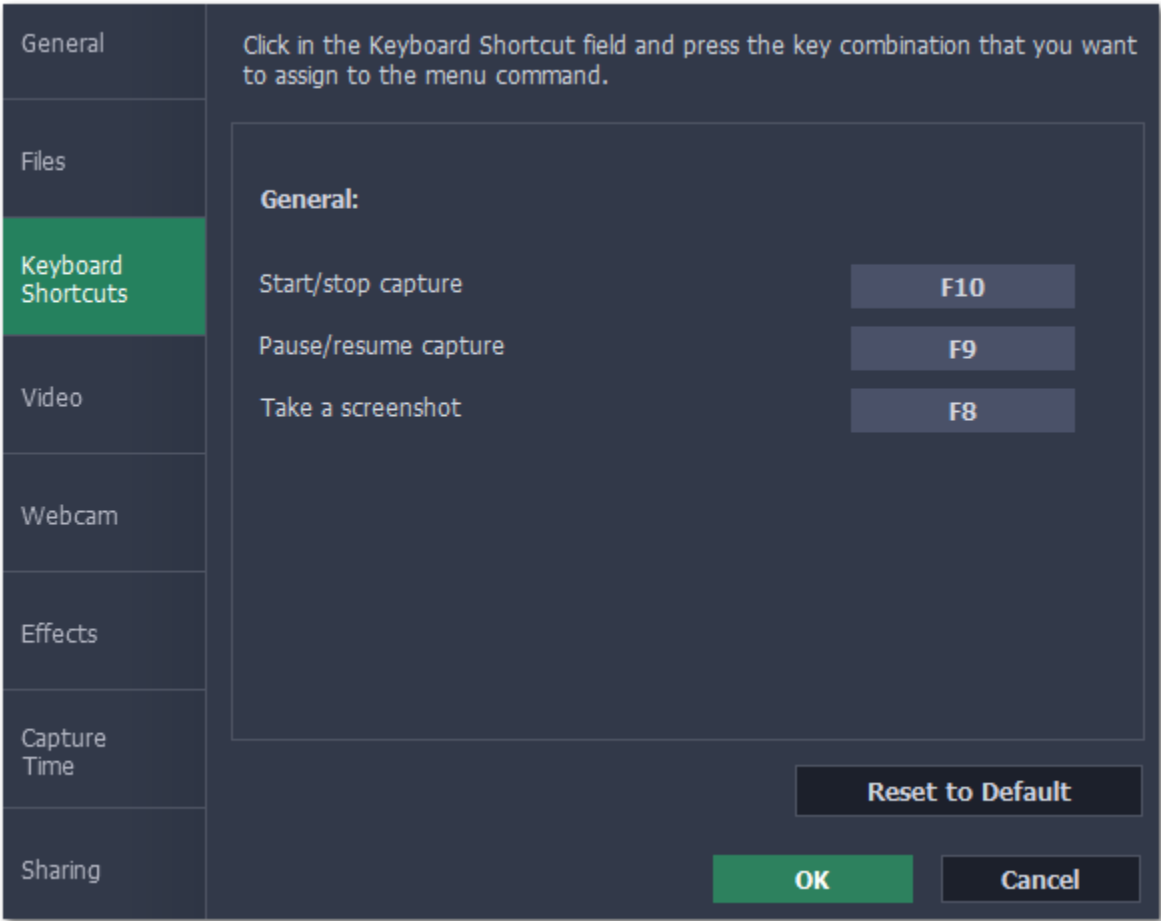 General
Files
Keyboard
Shortcuts
Video
Webcam
Effects
Capture
Time
Sharing
Click in the Keyboard Shortcut field and press the key combination that you want
to assign to the menu command.
General:
Start/stop capture F10
Pause/resume capture F9
Take a screenshot F8
Reset to Default
OK Cancel